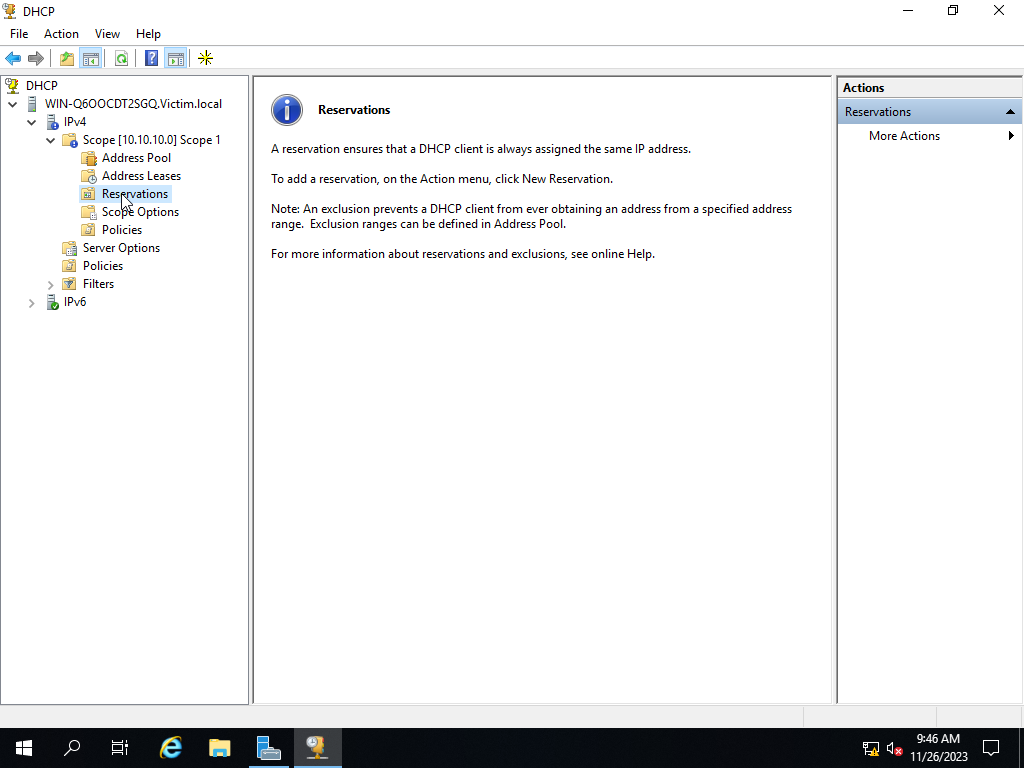 DHCP
File Action View Help
DHCP
WIN-Q6OOCDT2SGQ.Victim.local
IPv4
Scope [10.10.10.0] Scope 1
Address Pool
Address Leases
Reservations
Scope Options
Policies
Server Options
Policies
Filters
IPv6
Reservations
A reservation ensures that a DHCP client is always assigned the same IP address.
To add a reservation, on the Action menu, click New Reservation.
Note: An exclusion prevents a DHCP client from ever obtaining an address from a specified address
range. Exclusion ranges can be defined in Address Pool.
For more information about reservations and exclusions, see online Help.
Actions
Reservations
More Actions
9:46 AM
11/26/2023